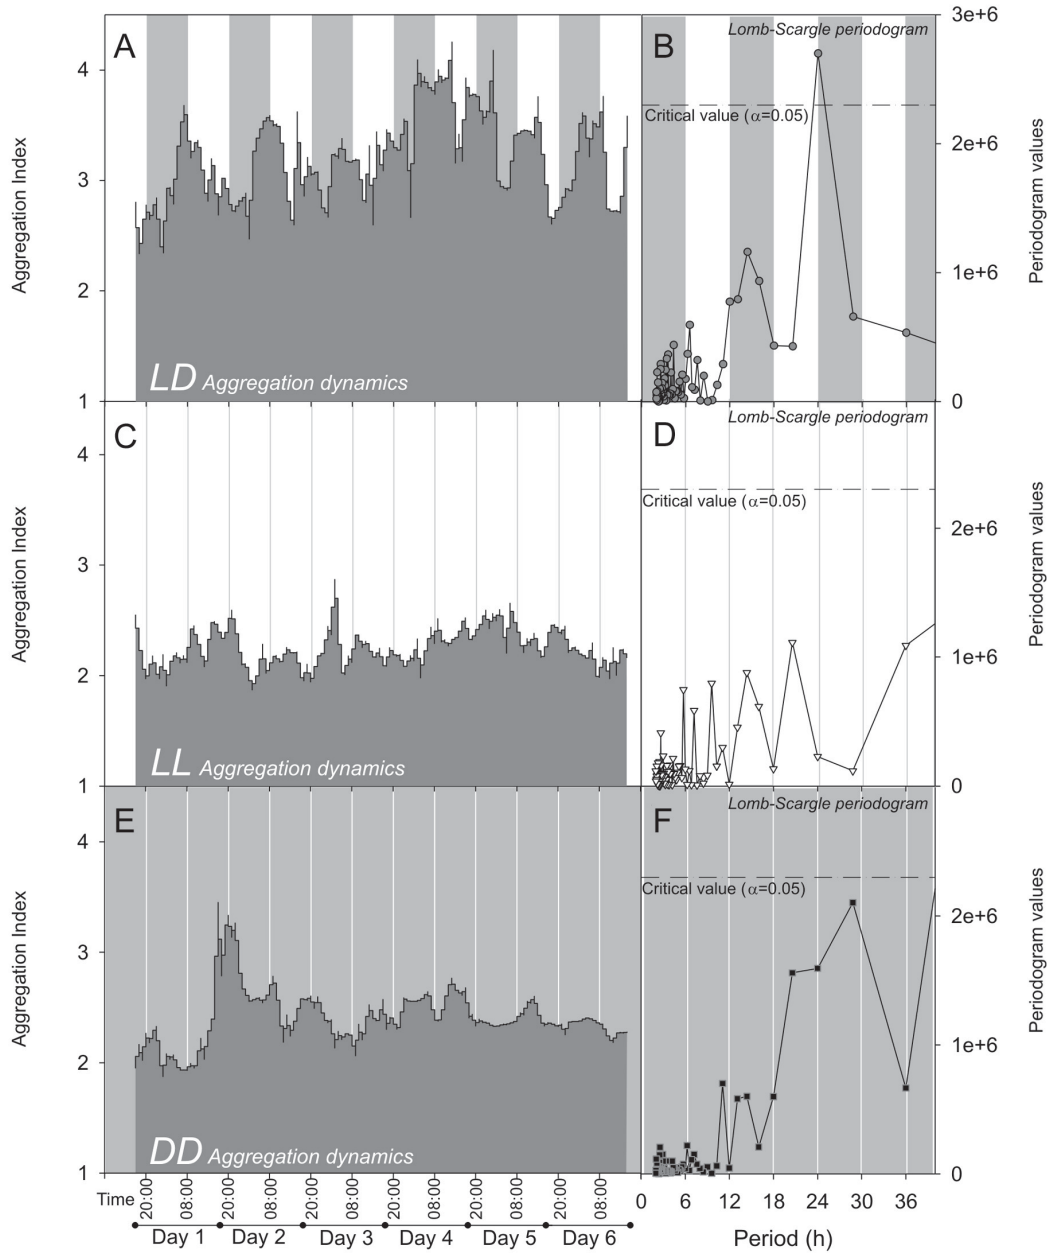 A
Aggregation Index
4
3
2
1
LD Aggregation dynamics
B
Lomb-Scargle periodogram
Critical value (α=0.05)
3e+6
2e+6
1e+6
0
Periodogram values
C
Aggregation Index
4
3
2
1
LL Aggregation dynamics
D
Lomb-Scargle periodogram
Critical value (α=0.05)
2e+6
1e+6
0
Periodogram values
E
Aggregation Index
4
3
2
1
DD Aggregation dynamics
F
Lomb-Scargle periodogram
Critical value (α=0.05)
2e+6
1e+6
0
Periodogram values
Time 20:00 08:00 20:00 08:00 20:00 08:00 20:00 08:00 20:00 08:00 20:00 08:00
Day 1 Day 2 Day 3 Day 4 Day 5 Day 6
0 6 12 18 24 30 36
Period (h)